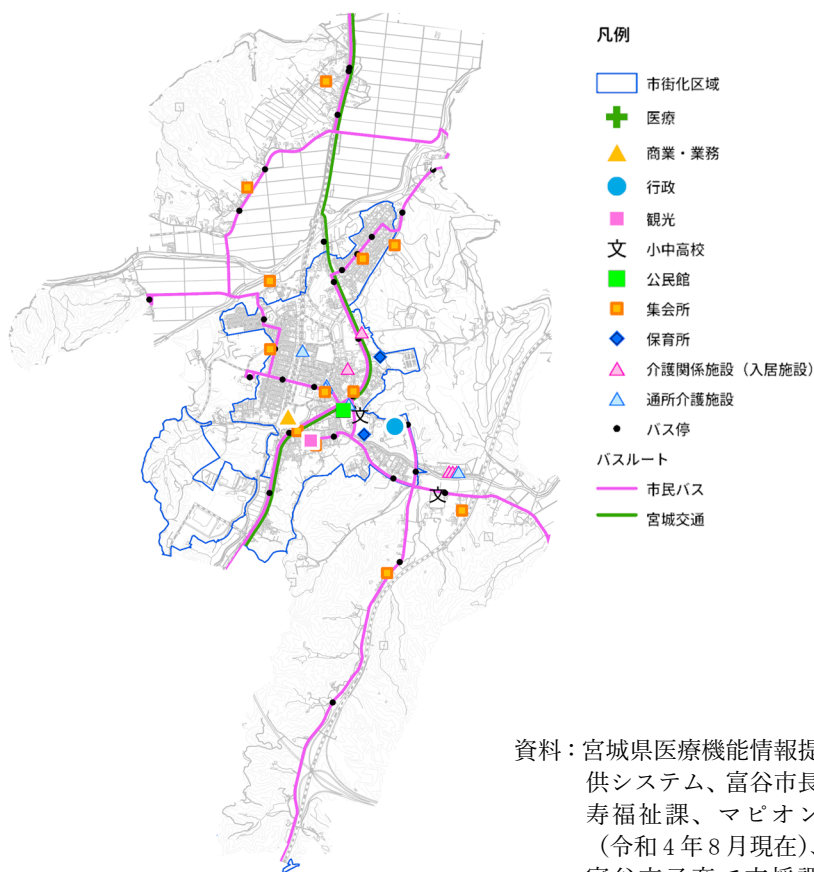 凡例
市街化区域
医療
商業・業務
行政
観光
文 小中高校
公民館
集会所
保育所
介護関係施設（入居施設）
通所介護施設
バス停
バスルート
市民バス
宮城交通
文
文
資料：宮城県医療機能情報提
供システム、富谷市長
寿福祉課、マピオン
（令和４年８月現在）、